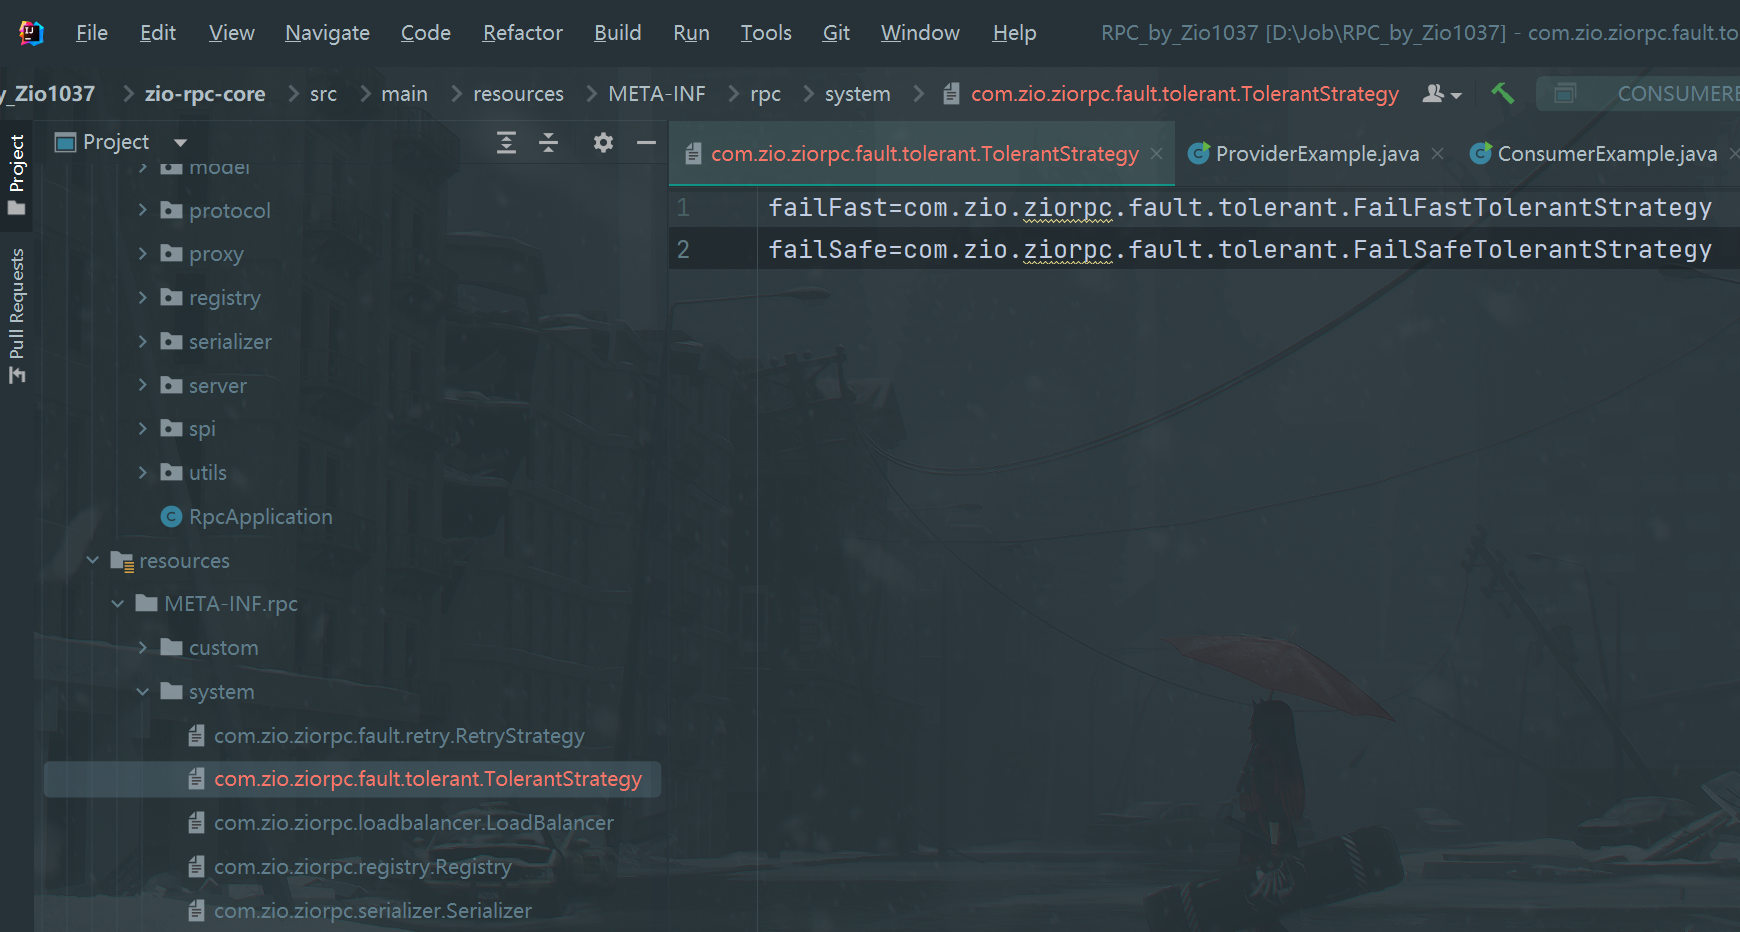 File Edit View Navigate Code Refactor Build Run Tools Git Window Help RPC_by_Zio1037 [D:\Job\RPC_by_Zio1037] - com.zio.ziorpc.fault.to
y_Zio1037 zio-rpc-core src main resources META-INF rpc system com.zio.ziorpc.fault.tolerant.TolerantStrategy CONSUMERE
Project
Pull Requests
Project
model
protocol
proxy
registry
serializer
server
spi
utils
RpcApplication
resources
META-INF.rpc
custom
system
com.zio.ziorpc.fault.retry.RetryStrategy
com.zio.ziorpc.fault.tolerant.TolerantStrategy
com.zio.ziorpc.loadbalancer.LoadBalancer
com.zio.ziorpc.registry.Registry
com.zio.ziorpc.serializer.Serializer
com.zio.ziorpc.fault.tolerant.TolerantStrategy ProviderExample.java ConsumerExample.java
1 failFast=com.zio.ziorpc.fault.tolerant.FailFastTolerantStrategy
2 failSafe=com.zio.ziorpc.fault.tolerant.FailSafeTolerantStrategy